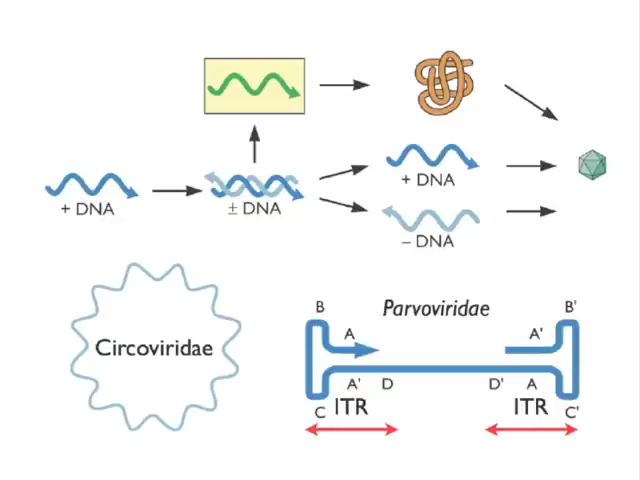 + DNA
± DNA
+ DNA
– DNA
Circoviridae
Parvoviridae
B
B'
A
A'
A'
D
D'
A
C
ITR
ITR
C'